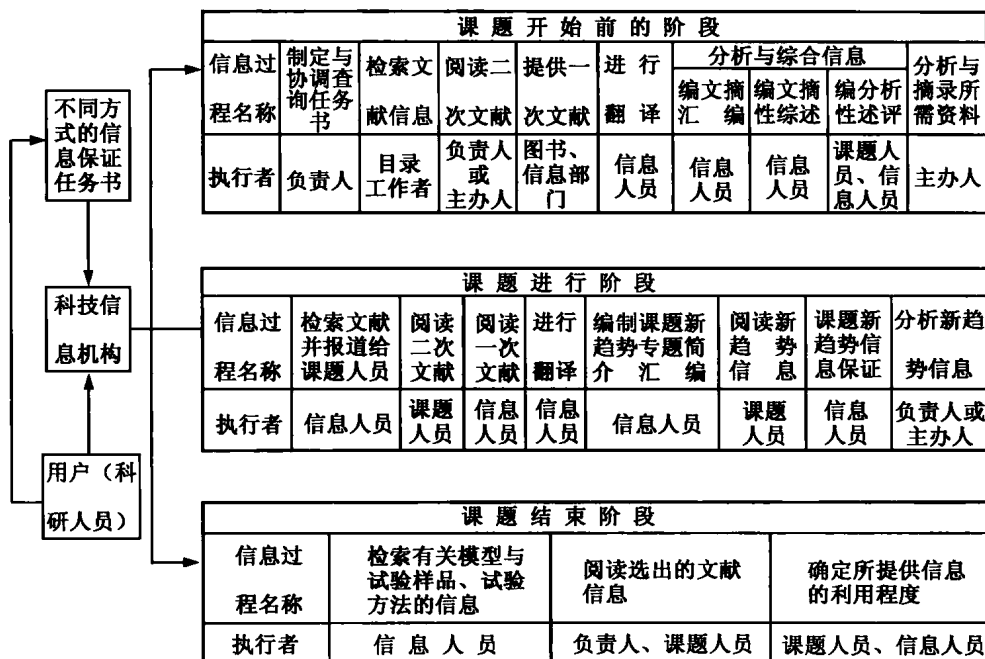 不同方
式的信
息保证
任务书
科技信
息机构
用户（科
研人员）
课题开始前的阶段
信息过
程名称
制定与
协调查
询任务
书
检索文
献信息
阅读二
次文献
提供一
次文献
进行
翻译
分析与综合信息
编文摘
汇编
编文摘
性综述
编分析
性述评
分析与
摘录所
需资料
执行者
负责人
目录
工作者
负责人
或
主办人
图书、
信息部
门
信息
人员
信息
人员
信息
人员
课题人
员、信
息人员
主办人
课题进行阶段
信息过
程名称
检索文献
并报道给
课题人员
阅读
二次
文献
阅读
一次
文献
进行
翻译
编制课题新
趋势专题简
介汇编
阅读新
趋势
信息
课题新
趋势信
息保证
分析新趋
势信息
执行者
信息人员
课题
人员
信息
人员
信息
人员
信息人员
课题
人员
信息
人员
负责人或
主办人
课题结束阶段
信息过
程名称
检索有关模型与
试验样品、试验
方法的信息
阅读选出的文献
信息
确定所提供信息
的利用程度
执行者
信息人员
负责人、课题人员
课题人员、信息人员